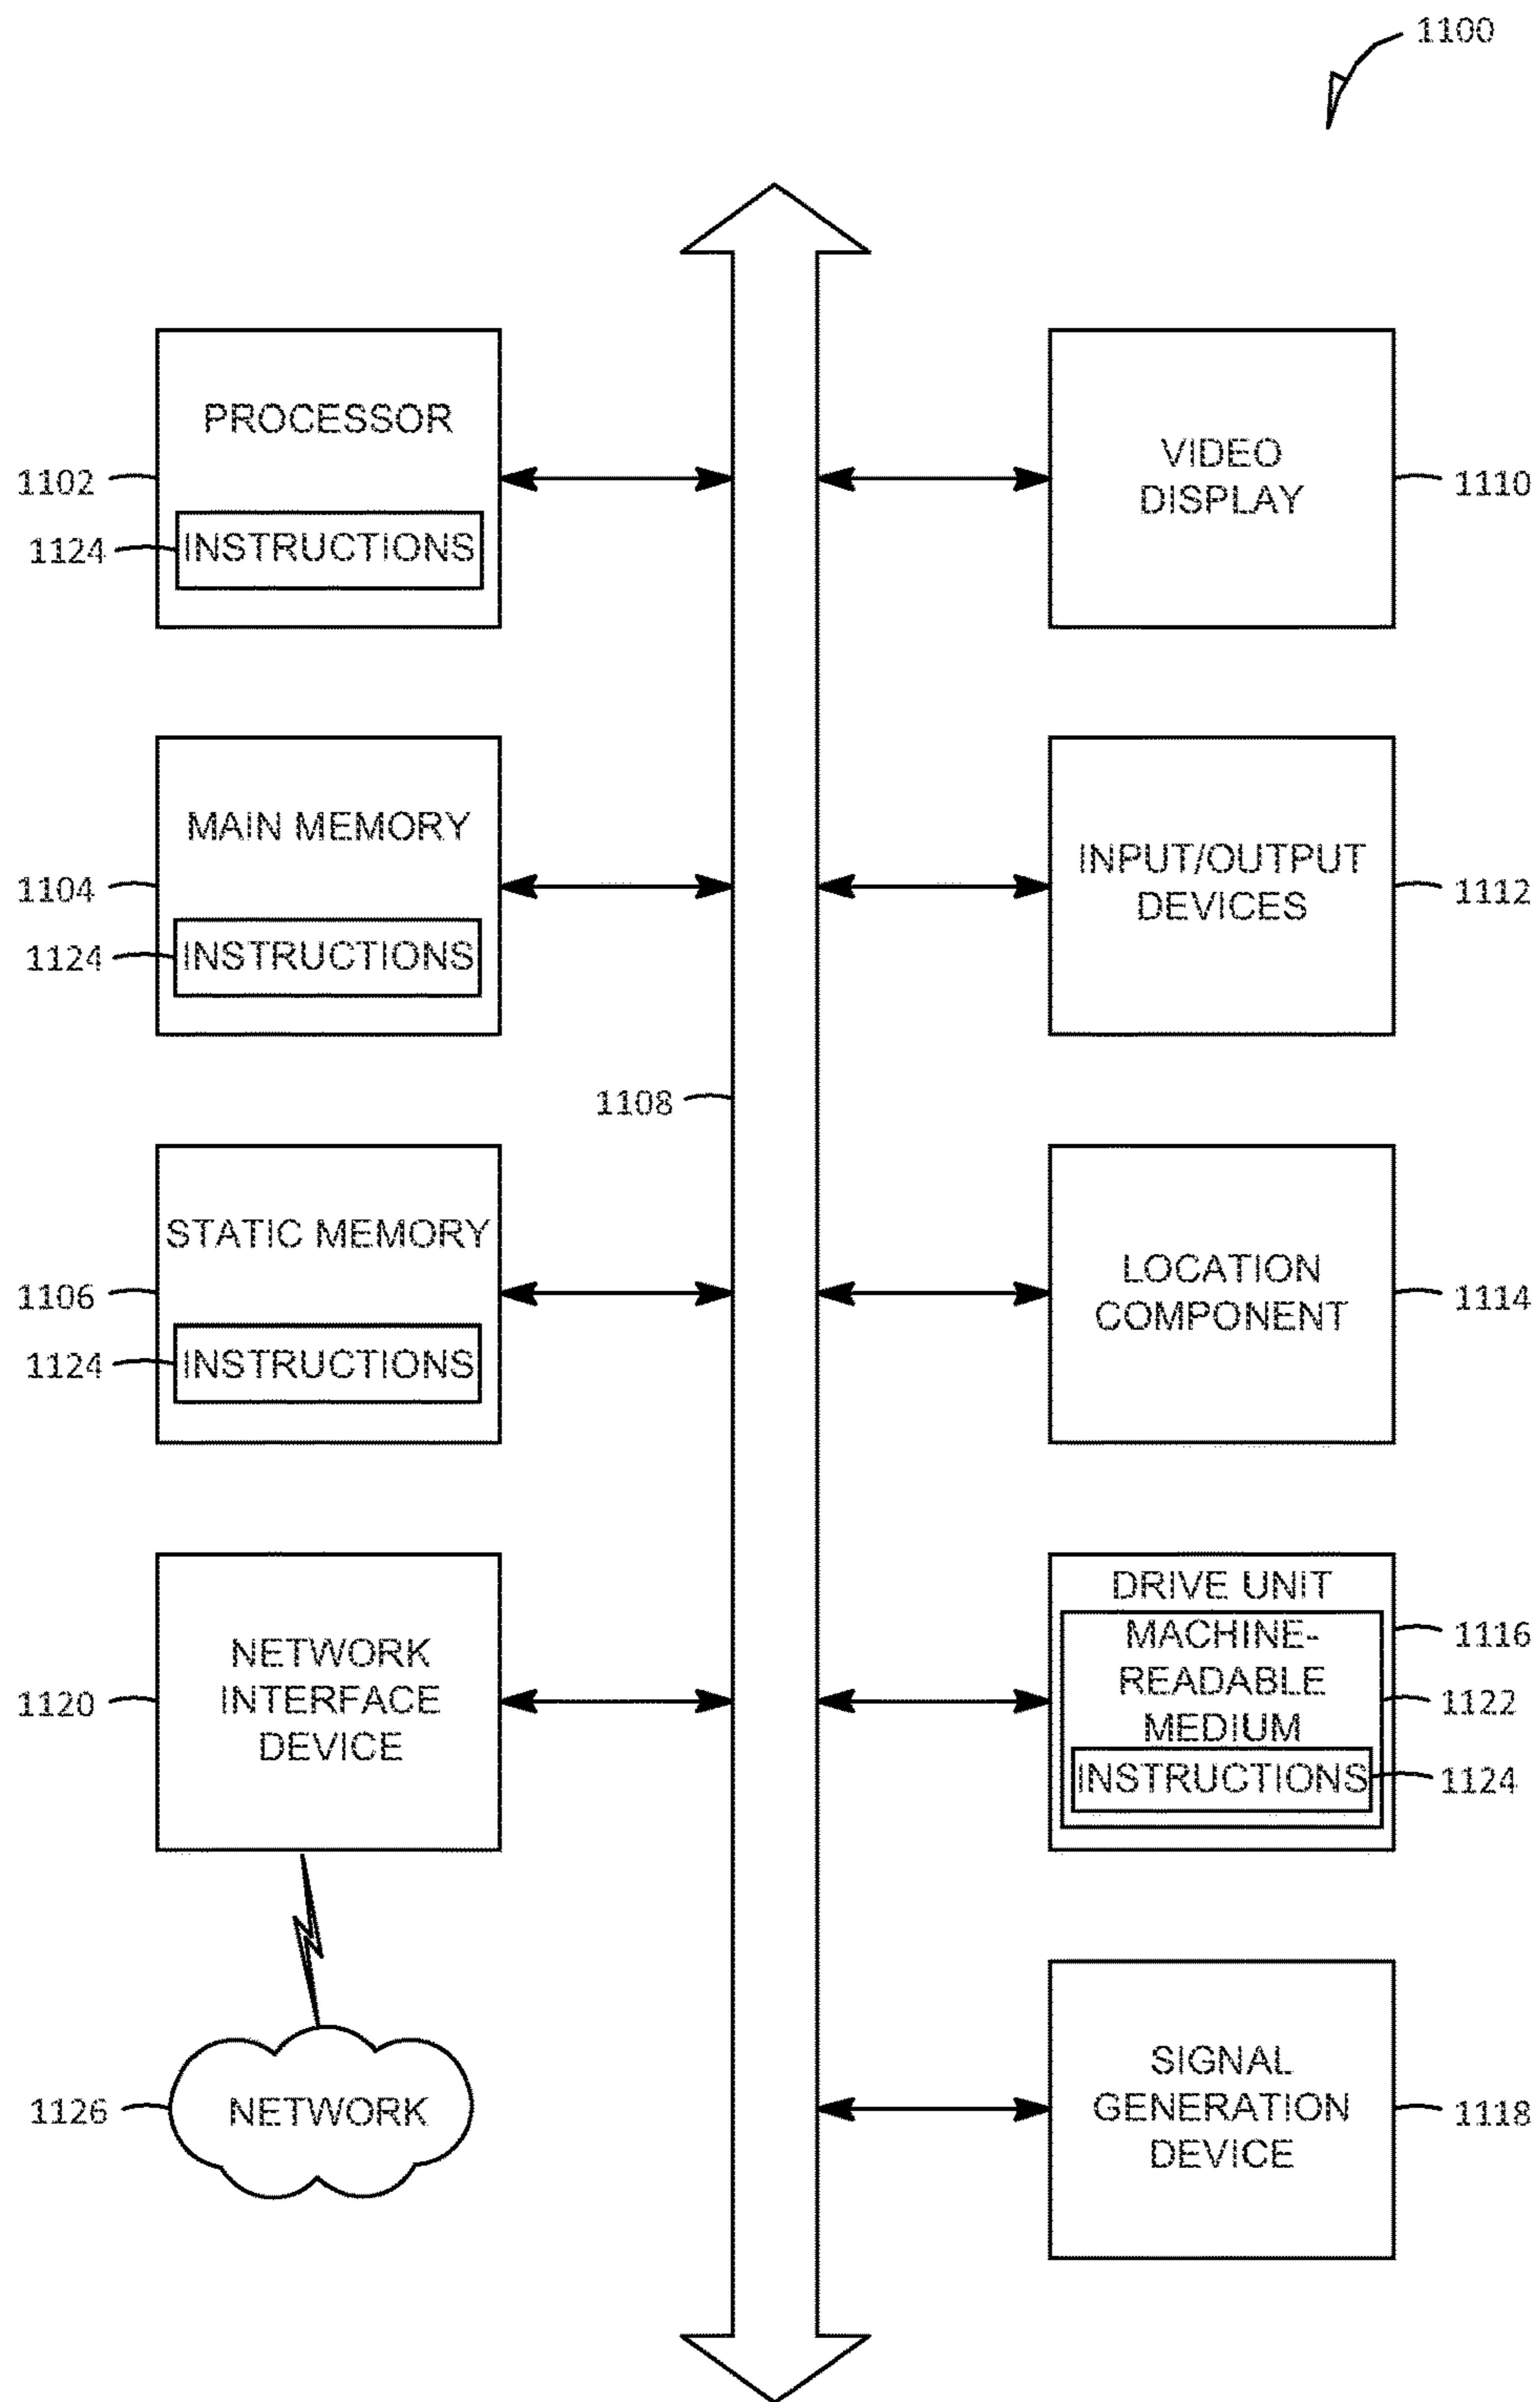 1100
PROCESSOR
1102
1124
INSTRUCTIONS
VIDEO
DISPLAY
1110
MAIN MEMORY
1104
1124
INSTRUCTIONS
INPUT/OUTPUT
DEVICES
1112
1108
STATIC MEMORY
1106
1124
INSTRUCTIONS
LOCATION
COMPONENT
1114
NETWORK
INTERFACE
DEVICE
1120
DRIVE UNIT
MACHINE-
READABLE
MEDIUM
INSTRUCTIONS
1116
1122
1124
NETWORK
1126
SIGNAL
GENERATION
DEVICE
1118